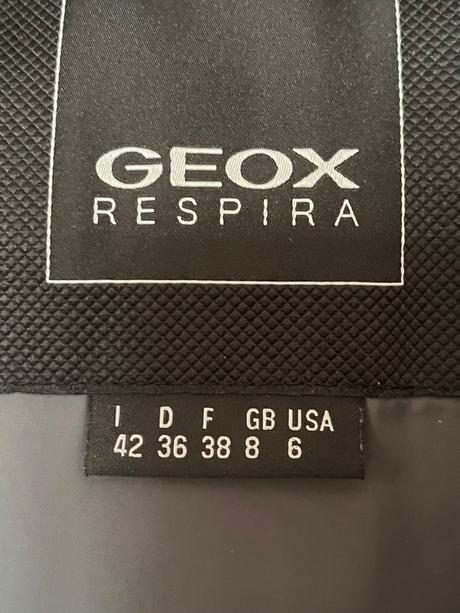 GEOX
RESPIRA
I D F GB USA
42 36 38 8 6